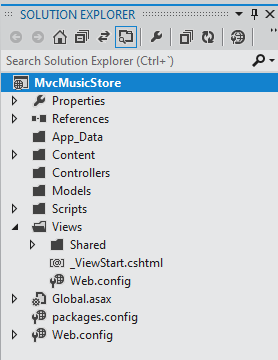 SOLUTION EXPLORER
Search Solution Explorer (Ctrl+`)
MvcMusicStore
Properties
References
App_Data
Content
Controllers
Models
Scripts
Views
Shared
_ViewStart.cshtml
Web.config
Global.asax
packages.config
Web.config